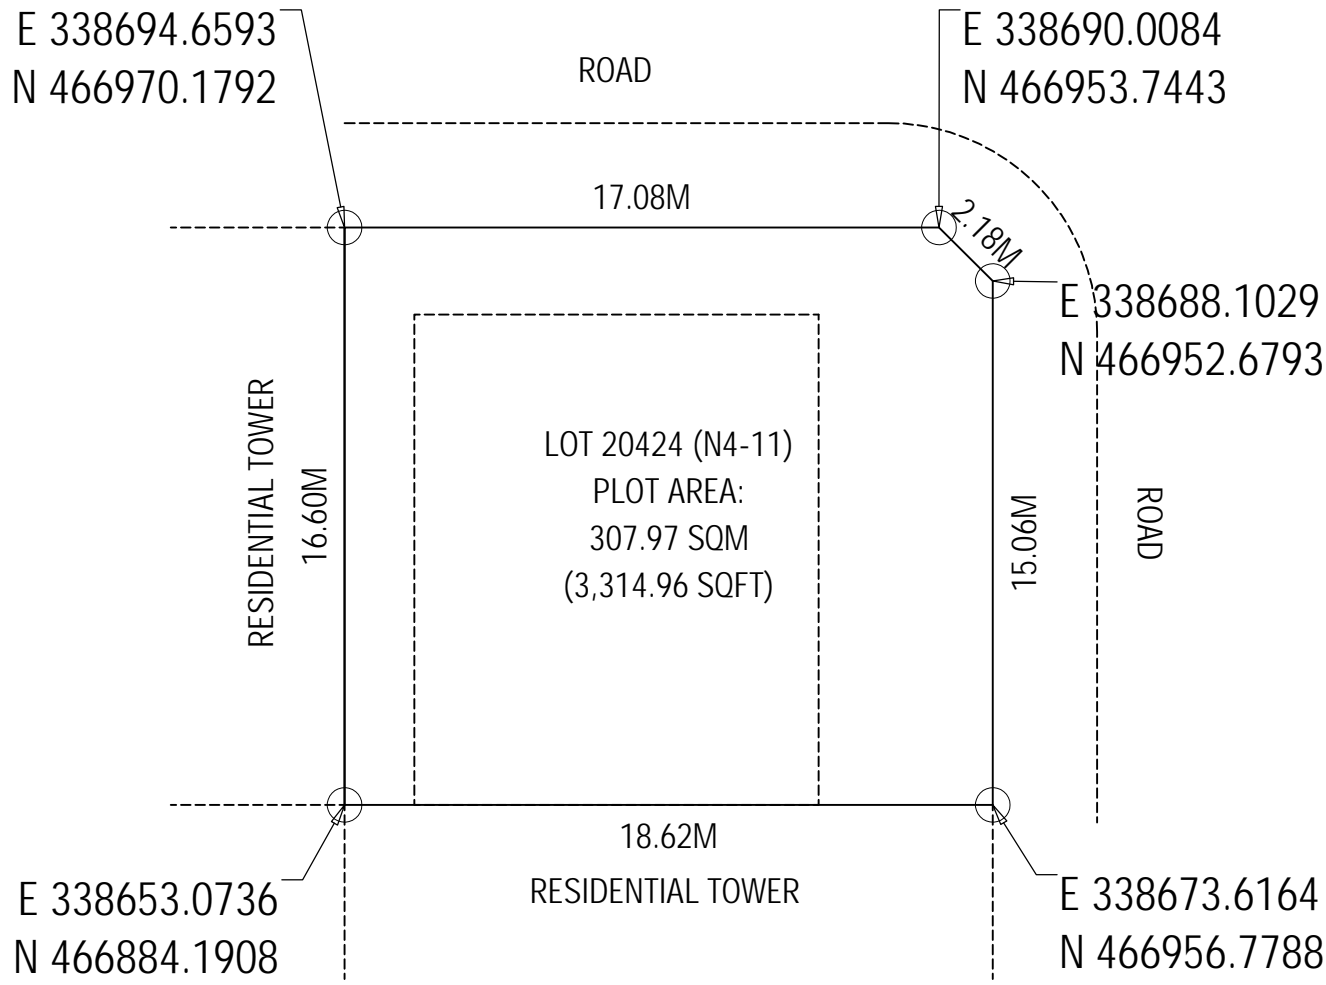 E 338694.6593
N 466970.1792
ROAD
E 338690.0084
N 466953.7443
17.08M
2.18M
E 338688.1029
N 466952.6793
RESIDENTIAL TOWER
16.60M
LOT 20424 (N4-11)
PLOT AREA:
307.97 SQM
(3,314.96 SQFT)
15.06M
ROAD
18.62M
RESIDENTIAL TOWER
E 338653.0736
N 466884.1908
E 338673.6164
N 466956.7788